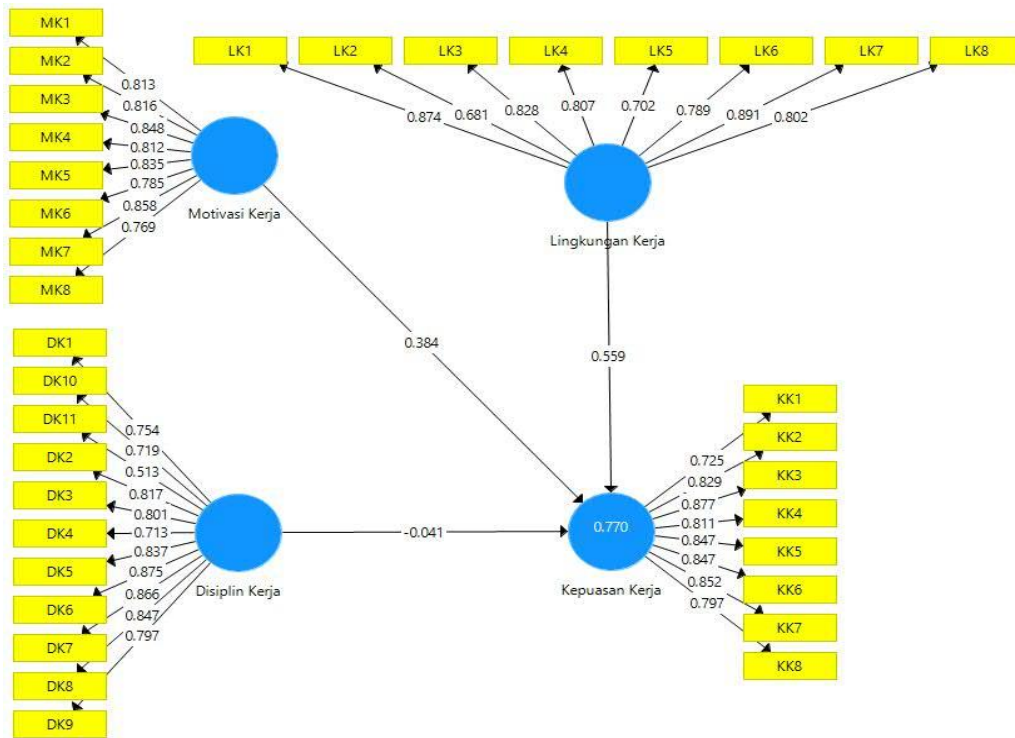 MK1
MK2
MK3
MK4
MK5
MK6
MK7
MK8
0.813
0.816
0.848
0.812
0.835
0.785
0.858
0.769
Motivasi Kerja
LK1 LK2 LK3 LK4 LK5 LK6 LK7 LK8
0.874 0.681 0.828 0.807 0.702 0.789 0.891 0.802
Lingkungan Kerja
0.384
0.559
DK1
DK10
DK11
DK2
DK3
DK4
DK5
DK6
DK7
DK8
DK9
0.754
0.719
0.513
0.817
0.801
0.713
0.837
0.875
0.866
0.847
0.797
Disiplin Kerja
-0.041
0.770
Kepuasan Kerja
0.725
0.829
0.877
0.811
0.847
0.847
0.852
0.797
KK1
KK2
KK3
KK4
KK5
KK6
KK7
KK8